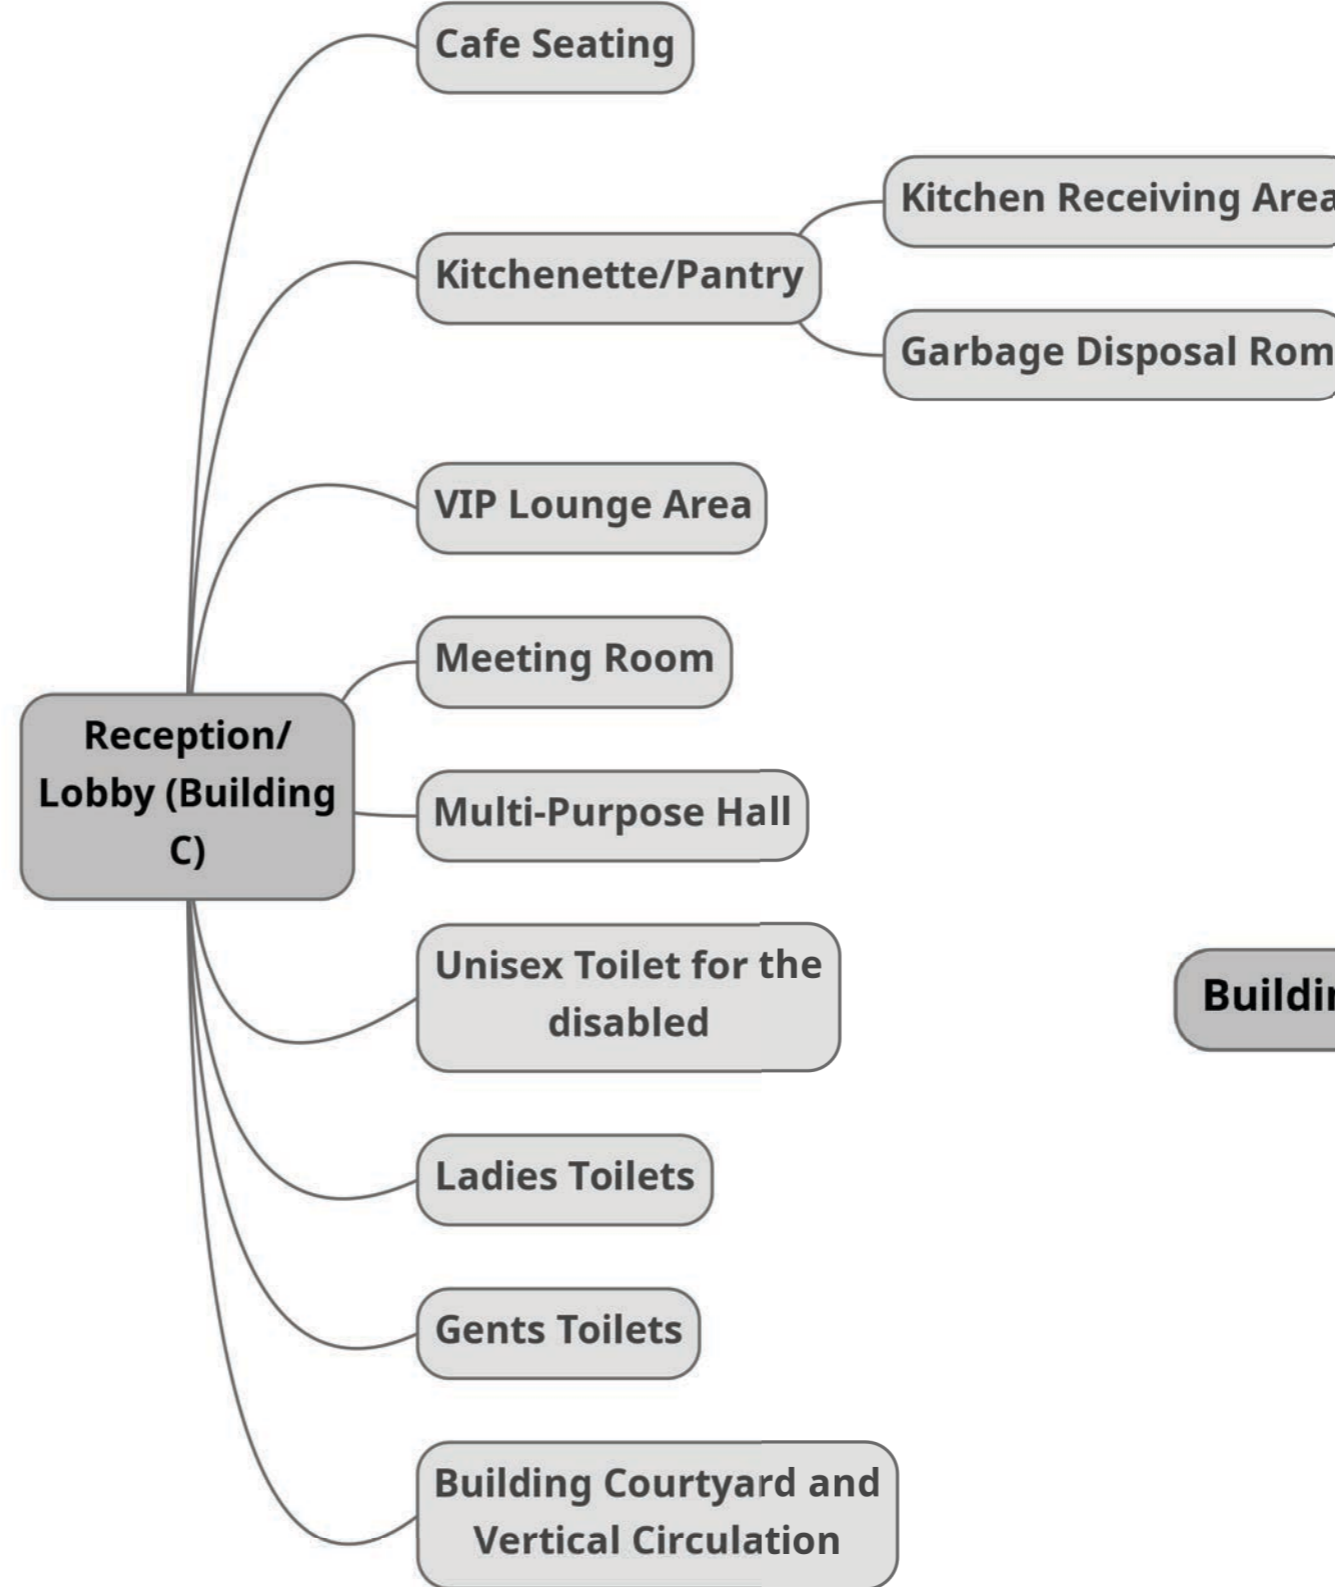 Cafe Seating
Kitchen Receiving Area
Kitchenette/Pantry
Garbage Disposal Rom
VIP Lounge Area
Meeting Room
Reception/
Lobby (Building
C)
Multi-Purpose Hall
Unisex Toilet for the
disabled
Ladies Toilets
Gents Toilets
Building Courtyard and
Vertical Circulation